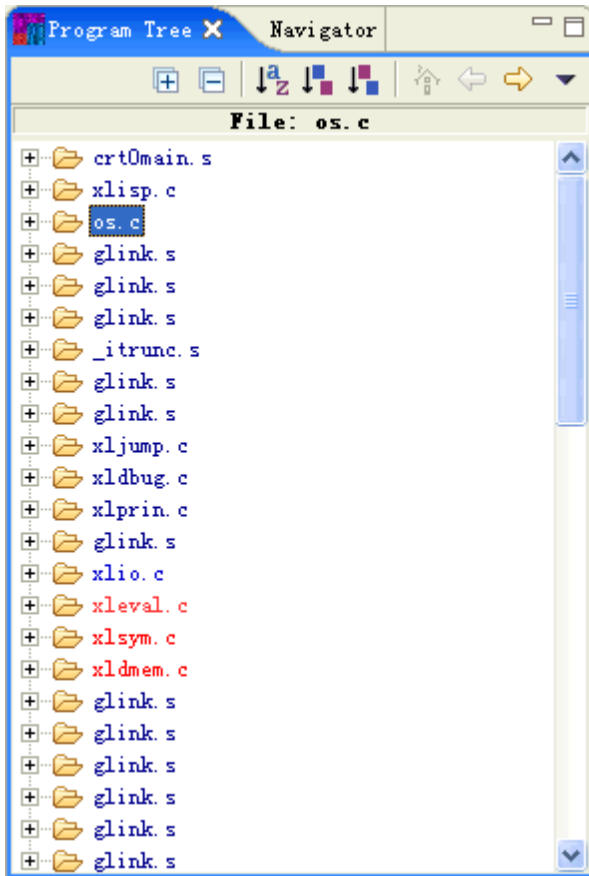 Program Tree Navigator
File: os.c
crt0main.s
xlisp.c
os.c
glink.s
glink.s
glink.s
_itrunc.s
glink.s
glink.s
xljump.c
xldbug.c
xlprin.c
glink.s
xlio.c
xleval.c
xlsym.c
xldmem.c
glink.s
glink.s
glink.s
glink.s
glink.s
glink.s